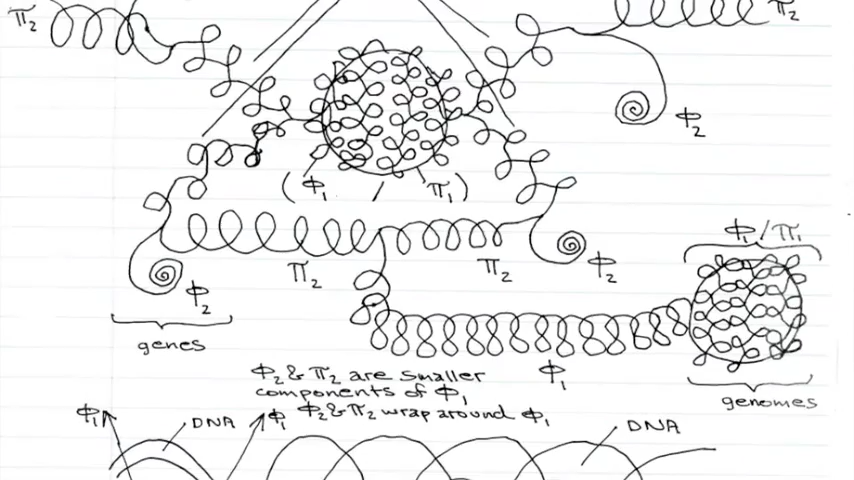 π₂
π₂
Φ₂
(Φ₁ / π₁)
Φ₁/π₁
π₂
π₂
Φ₂
Φ₂
genes
Φ₁
Φ₂ & π₂ are smaller
components of Φ₁
genomes
Φ₁
DNA
Φ₁
Φ₂ & π₂ wrap around Φ₁
DNA